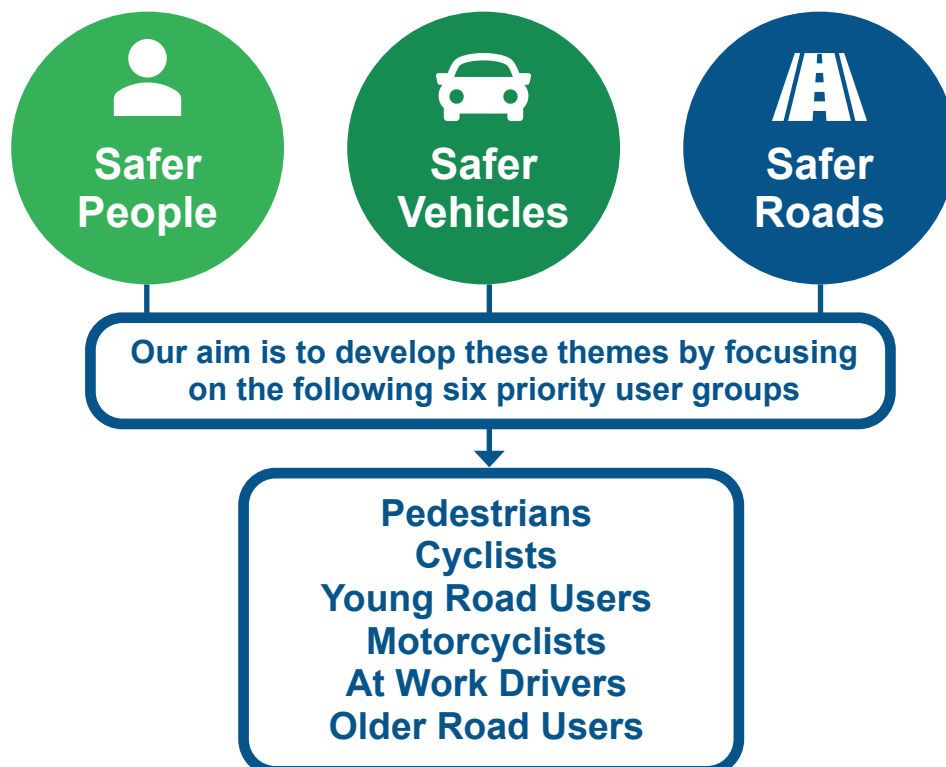 Safer
People
Safer
Vehicles
Safer
Roads
Our aim is to develop these themes by focusing
on the following six priority user groups
Pedestrians
Cyclists
Young Road Users
Motorcyclists
At Work Drivers
Older Road Users